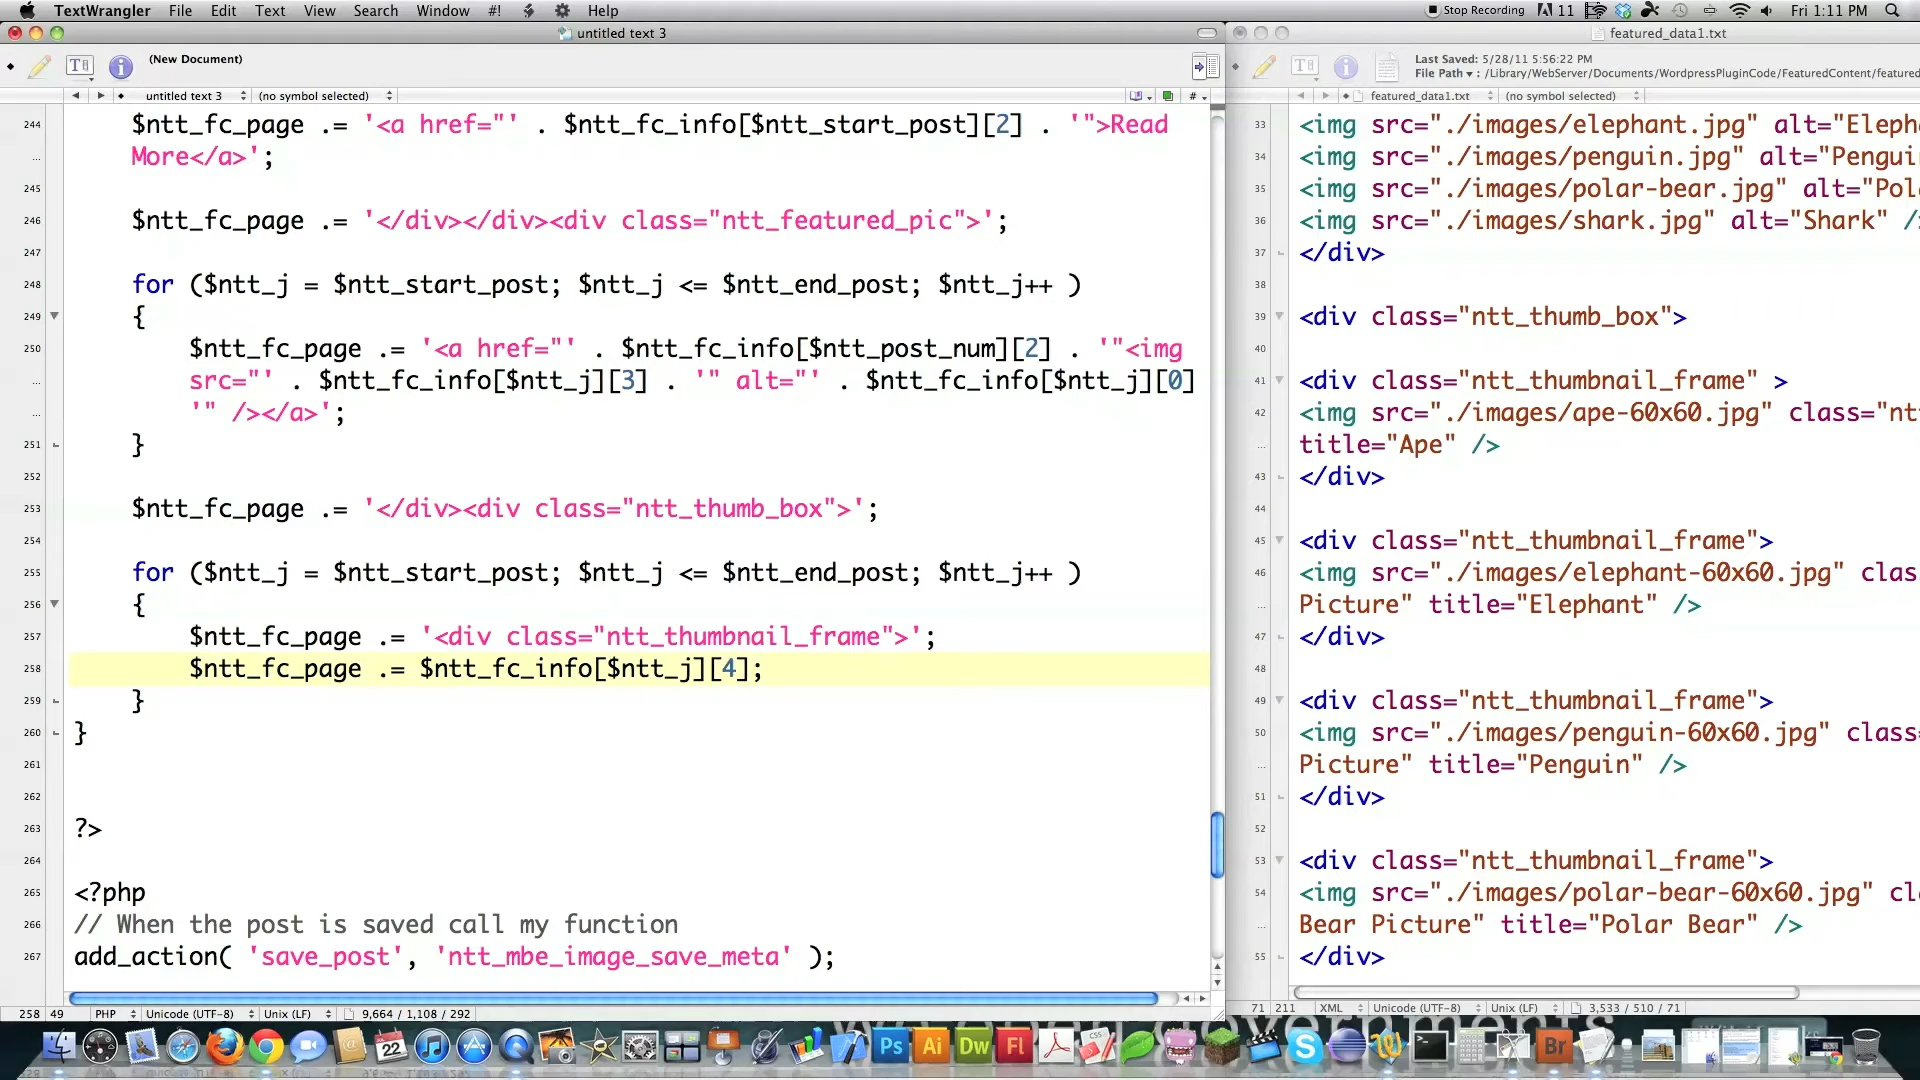 TextWrangler File Edit Text View Search Window #! Help Stop Recording 11 Fri 1:11 PM
untitled text 3
(New Document)
untitled text 3 (no symbol selected) #
244 $ntt_fc_page .= '<a href="' . $ntt_fc_info[$ntt_start_post][2] . '">Read
More</a>';
245
246 $ntt_fc_page .= '</div></div><div class="ntt_featured_pic">';
247
248 for ($ntt_j = $ntt_start_post; $ntt_j <= $ntt_end_post; $ntt_j++ )
249 {
250 $ntt_fc_page .= '<a href="' . $ntt_fc_info[$ntt_post_num][2] . '"<img
src="' . $ntt_fc_info[$ntt_j][3] . '" alt="' . $ntt_fc_info[$ntt_j][0]
'" /></a>';
251 }
252
253 $ntt_fc_page .= '</div><div class="ntt_thumb_box">';
254
255 for ($ntt_j = $ntt_start_post; $ntt_j <= $ntt_end_post; $ntt_j++ )
256 {
257 $ntt_fc_page .= '<div class="ntt_thumbnail_frame">';
258 $ntt_fc_page .= $ntt_fc_info[$ntt_j][4];
259 }
260 }
261
262
263 ?>
264
265 <?php
266 // When the post is saved call my function
267 add_action( 'save_post', 'ntt_mbe_image_save_meta' );
258 49 PHP Unicode (UTF-8) Unix (LF) 9,664 / 1,108 / 292
featured_data1.txt
Last Saved: 5/28/11 5:56:22 PM
File Path : /Library/WebServer/Documents/WordpressPluginCode/FeaturedContent/featured
featured_data1.txt (no symbol selected)
33 <img src="./images/elephant.jpg" alt="Eleph
34 <img src="./images/penguin.jpg" alt="Pengui
35 <img src="./images/polar-bear.jpg" alt="Pol
36 <img src="./images/shark.jpg" alt="Shark" /
37 </div>
38
39 <div class="ntt_thumb_box">
40
41 <div class="ntt_thumbnail_frame" >
42 <img src="./images/ape-60x60.jpg" class="nt
title="Ape" />
43 </div>
44
45 <div class="ntt_thumbnail_frame">
46 <img src="./images/elephant-60x60.jpg" clas
Picture" title="Elephant" />
47 </div>
48
49 <div class="ntt_thumbnail_frame">
50 <img src="./images/penguin-60x60.jpg" class
Picture" title="Penguin" />
51 </div>
52
53 <div class="ntt_thumbnail_frame">
54 <img src="./images/polar-bear-60x60.jpg" cl
Bear Picture" title="Polar Bear" />
55 </div>
71 211 XML Unicode (UTF-8) Unix (LF) 3,533 / 510 / 71
22 Ps Ai Dw Fl Br